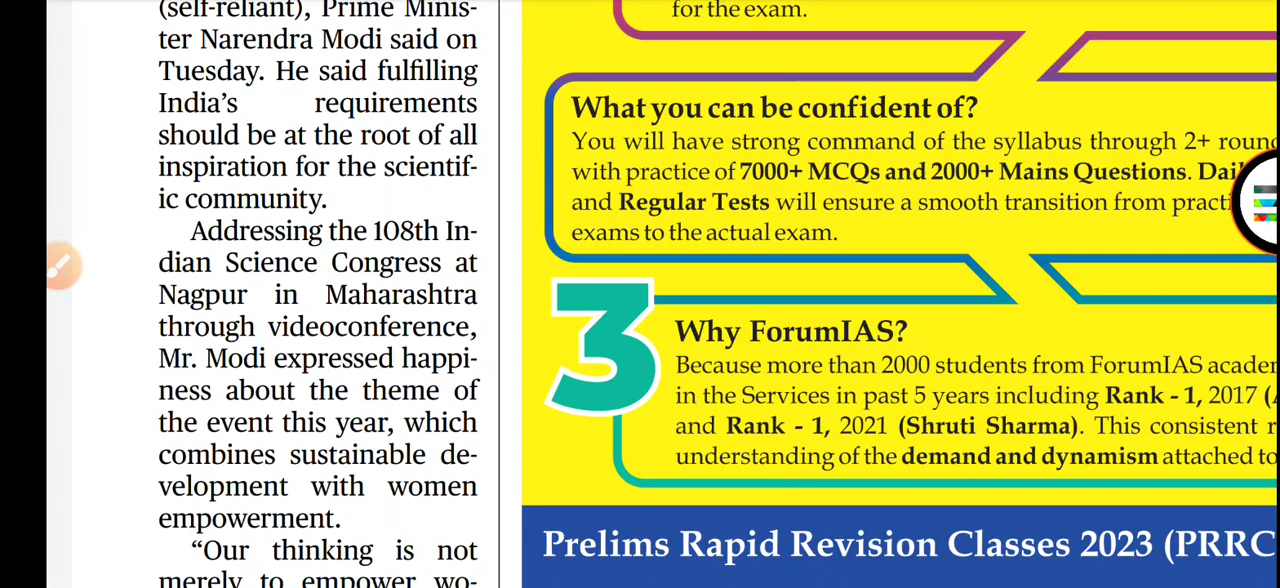 (self-reliant), Prime Minis-
ter Narendra Modi said on
Tuesday. He said fulfilling
India's requirements
should be at the root of all
inspiration for the scientif-
ic community.
Addressing the 108th In-
dian Science Congress at
Nagpur in Maharashtra
through videoconference,
Mr. Modi expressed happi-
ness about the theme of
the event this year, which
combines sustainable de-
velopment with women
empowerment.
"Our thinking is not
merely to empower wo-
for the exam.
What you can be confident of?
You will have strong command of the syllabus through 2+
with practice of 7000+ MCQs and 2000+ Mains Questions.
and Regular Tests will ensure a smooth transition from
exams to the actual exam.
3
Why ForumIAS?
Because more than 2000 students from ForumIAS
in the Services in past 5 years including Rank - 1, 2017
and Rank - 1, 2021 (Shruti Sharma). This consistent
understanding of the demand and dynamism attached to
Prelims Rapid Revision Classes 2023 (PRRC